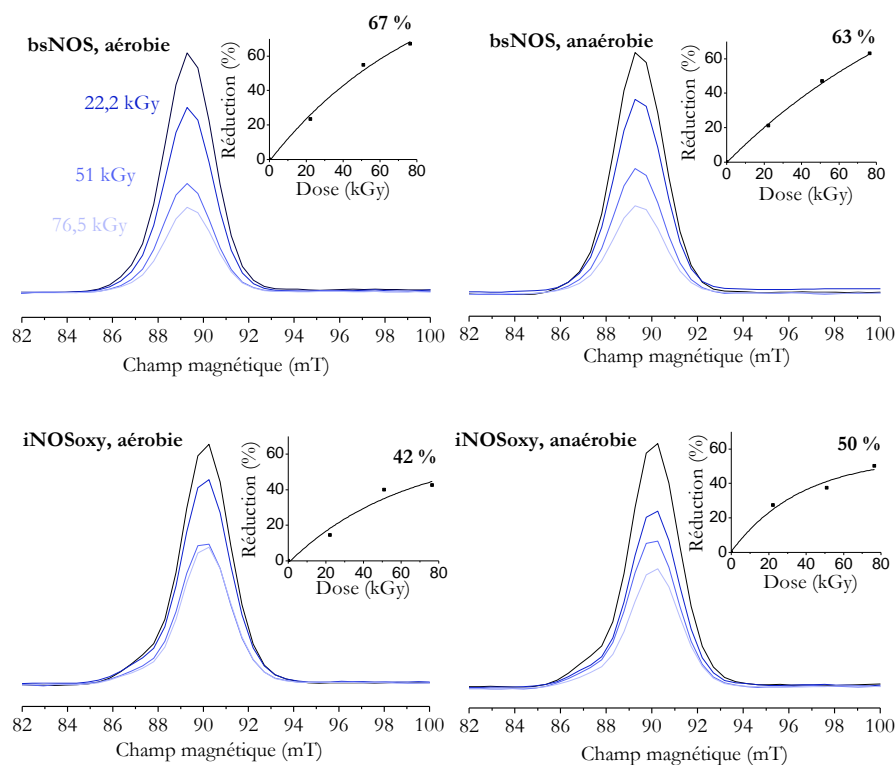 bsNOS, aérobie
22,2 kGy
51 kGy
76,5 kGy
67 %
Réduction (%)
60
40
20
0
0 20 40 60 80
Dose (kGy)
82 84 86 88 90 92 94 96 98 100
Champ magnétique (mT)
bsNOS, anaérobie
63 %
Réduction (%)
60
40
20
0
0 20 40 60 80
Dose (kGy)
82 84 86 88 90 92 94 96 98 100
Champ magnétique (mT)
iNOSoxy, aérobie
42 %
Réduction (%)
60
40
20
0
0 20 40 60 80
Dose (kGy)
82 84 86 88 90 92 94 96 98 100
Champ magnétique (mT)
iNOSoxy, anaérobie
50 %
Réduction (%)
60
40
20
0
0 20 40 60 80
Dose (kGy)
82 84 86 88 90 92 94 96 98 100
Champ magnétique (mT)